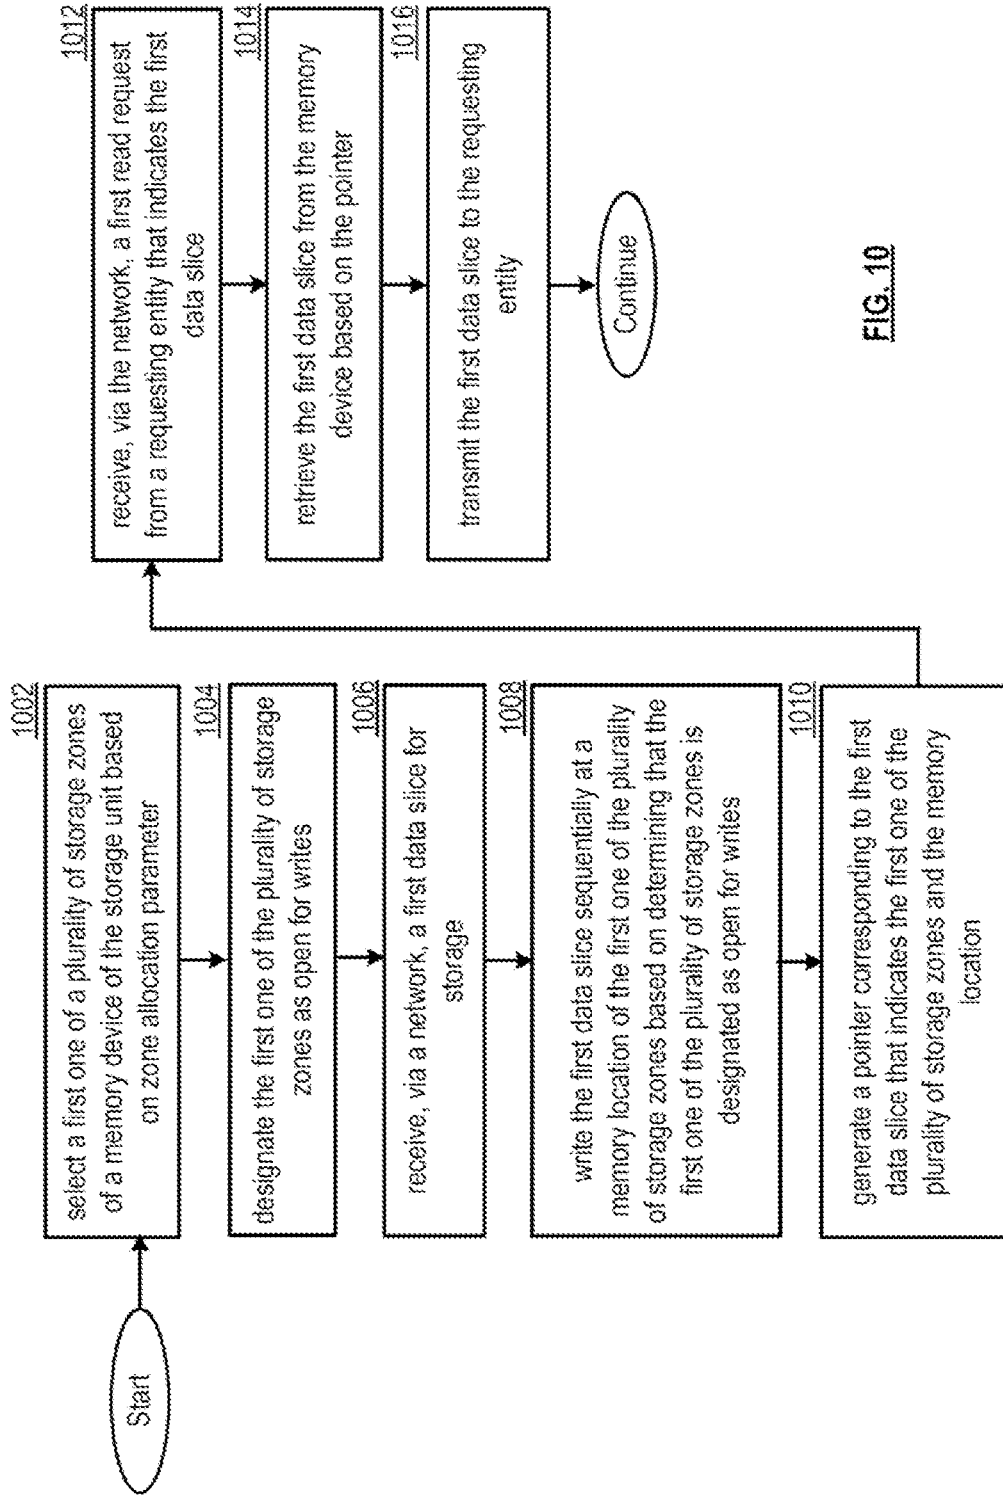 Start
1002
select a first one of a plurality of storage zones
of a memory device of the storage unit based
on zone allocation parameter
1004
designate the first one of the plurality of storage
zones as open for writes
1006
receive, via a network, a first data slice for
storage
1008
write the first data slice sequentially at a
memory location of the first one of the plurality
of storage zones based on determining that the
first one of the plurality of storage zones is
designated as open for writes
1010
generate a pointer corresponding to the first
data slice that indicates the first one of the
plurality of storage zones and the memory
location
1012
receive, via the network, a first read request
from a requesting entity that indicates the first
data slice
1014
retrieve the first data slice from the memory
device based on the pointer
1016
transmit the first data slice to the requesting
entity
Continue
FIG. 10